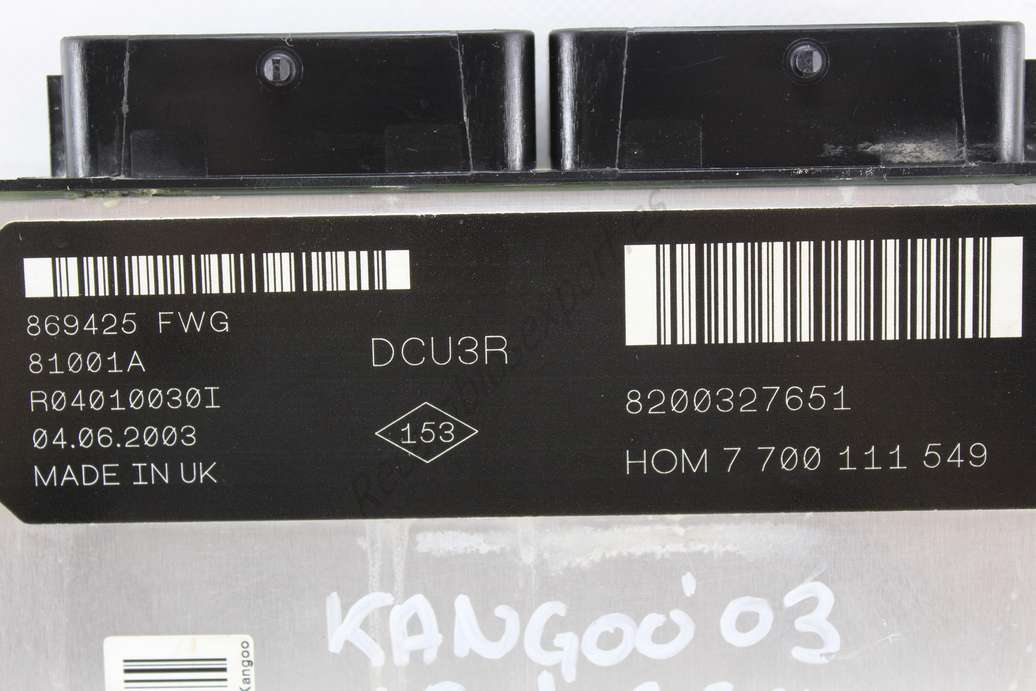 869425 FWG
81001A
R04010030I
04.06.2003
MADE IN UK
DCU3R
153
8200327651
HOM 7 700 111 549
KANGOO '03
Kangoo